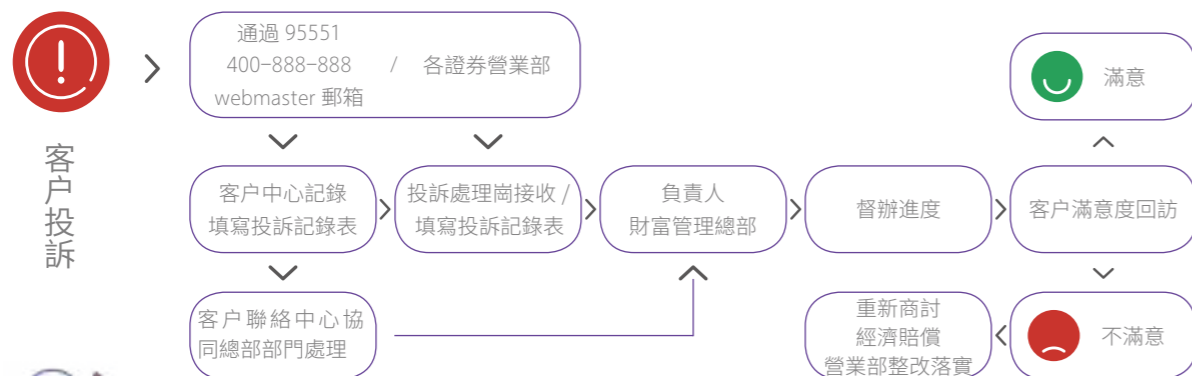 客户投訴
通過 95551
400-888-888 / 各證券營業部
webmaster 郵箱
滿意
客户中心記錄
填寫投訴記錄表
投訴處理崗接收 /
填寫投訴記錄表
負責人
財富管理總部
督辦進度
客户滿意度回訪
客户聯絡中心協
同總部部門處理
重新商討
經濟賠償
營業部整改落實
不滿意